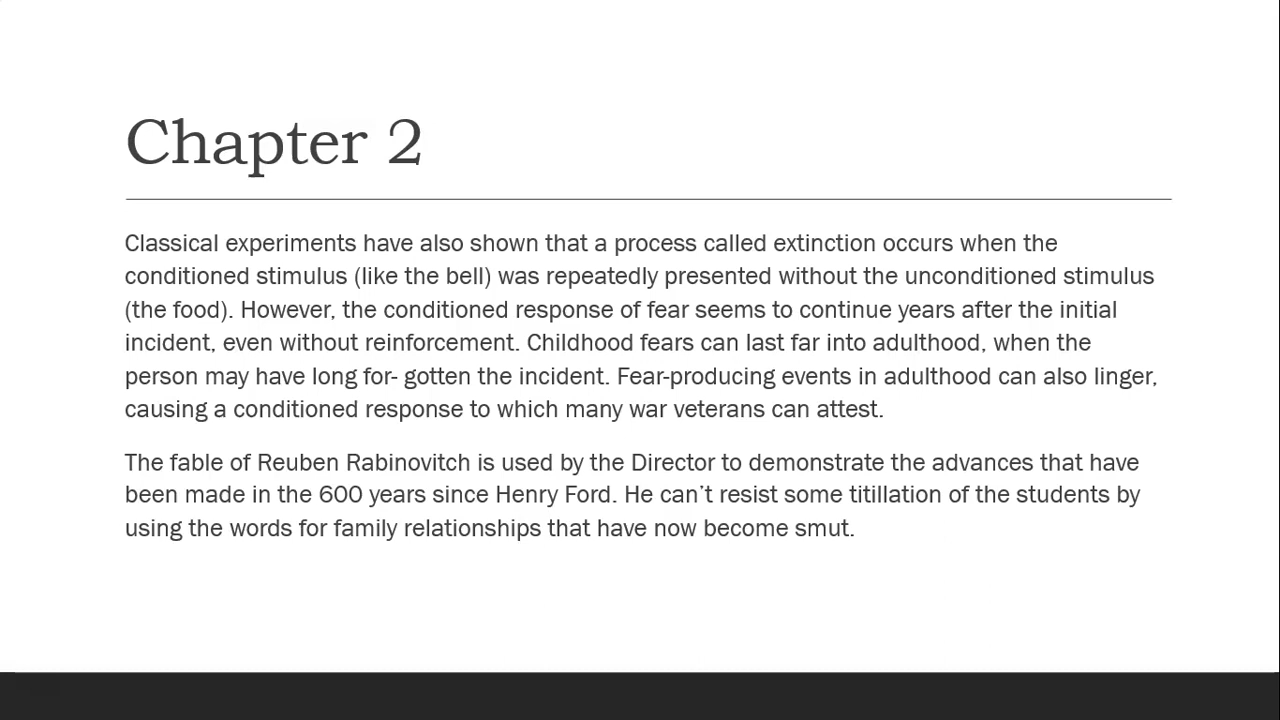 Chapter 2
Classical experiments have also shown that a process called extinction occurs when the
conditioned stimulus (like the bell) was repeatedly presented without the unconditioned stimulus
(the food). However, the conditioned response of fear seems to continue years after the initial
incident, even without reinforcement. Childhood fears can last far into adulthood, when the
person may have long for- gotten the incident. Fear-producing events in adulthood can also linger,
causing a conditioned response to which many war veterans can attest.
The fable of Reuben Rabinovitch is used by the Director to demonstrate the advances that have
been made in the 600 years since Henry Ford. He can’t resist some titillation of the students by
using the words for family relationships that have now become smut.